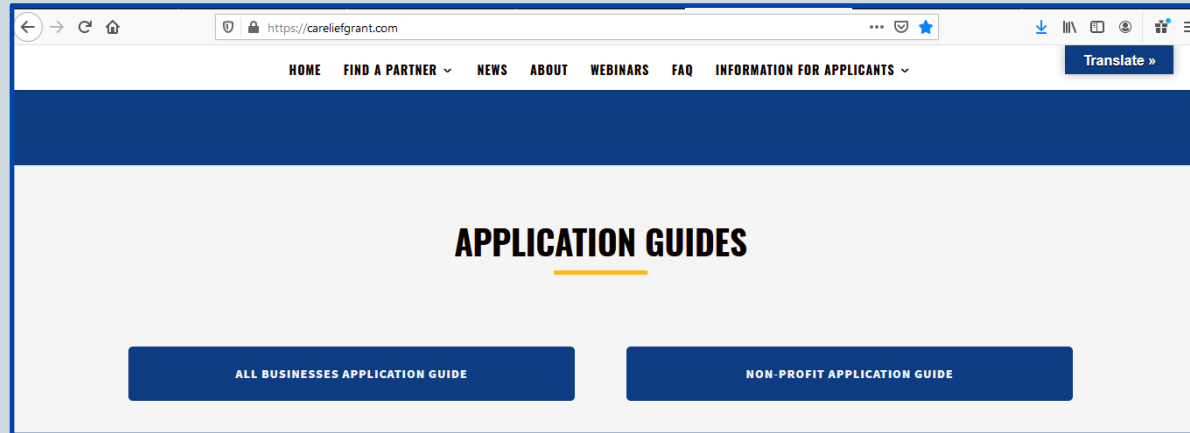 https://careliefgrant.com
HOME FIND A PARTNER NEWS ABOUT WEBINARS FAQ INFORMATION FOR APPLICANTS
Translate »
APPLICATION GUIDES
ALL BUSINESSES APPLICATION GUIDE
NON-PROFIT APPLICATION GUIDE